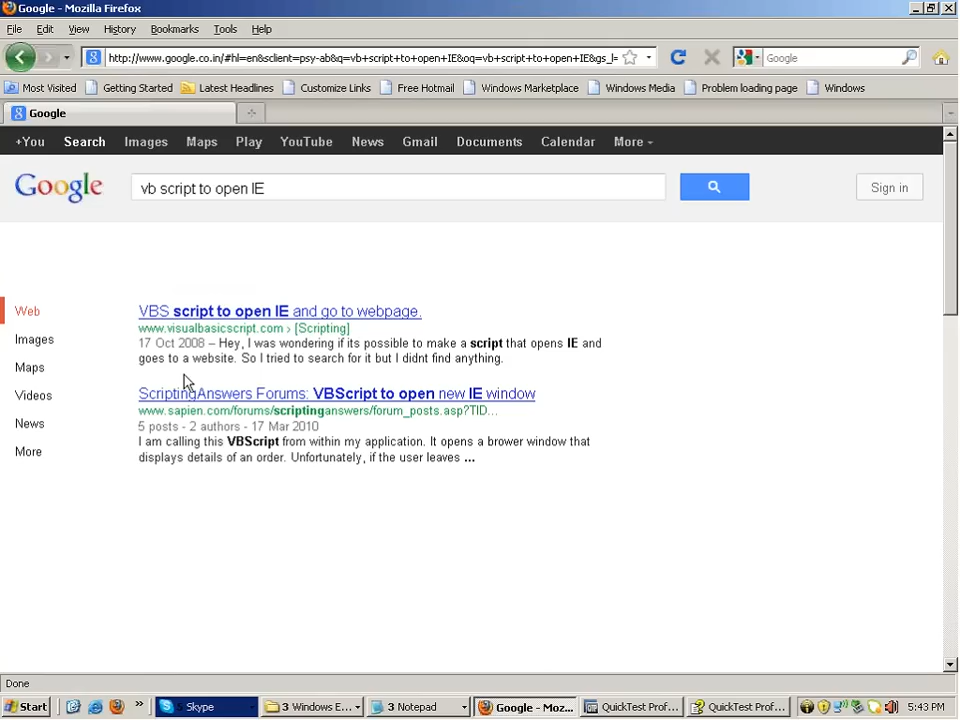 Google - Mozilla Firefox
File Edit View History Bookmarks Tools Help
http://www.google.co.in/#hl=en&sclient=psy-ab&q=vb+script+to+open+IE&oq=vb+script+to+open+IE&gs_l=
Google
Most Visited Getting Started Latest Headlines Customize Links Free Hotmail Windows Marketplace Windows Media Problem loading page Windows
Google
+You Search Images Maps Play YouTube News Gmail Documents Calendar More
Google vb script to open IE Sign in
Web
Images
Maps
Videos
News
More
VBS script to open IE and go to webpage.
www.visualbasicscript.com › [Scripting]
17 Oct 2008 – Hey, I was wondering if its possible to make a script that opens IE and
goes to a website. So I tried to search for it but I didnt find anything.
ScriptingAnswers Forums: VBScript to open new IE window
www.sapien.com/forums/scriptinganswers/forum_posts.asp?TID...
5 posts - 2 authors - 17 Mar 2010
I am calling this VBScript from within my application. It opens a brower window that
displays details of an order. Unfortunately, if the user leaves ...
Done
Start » Skype 3 Windows E... 3 Notepad Google - Moz... QuickTest Prof... QuickTest Prof... 5:43 PM